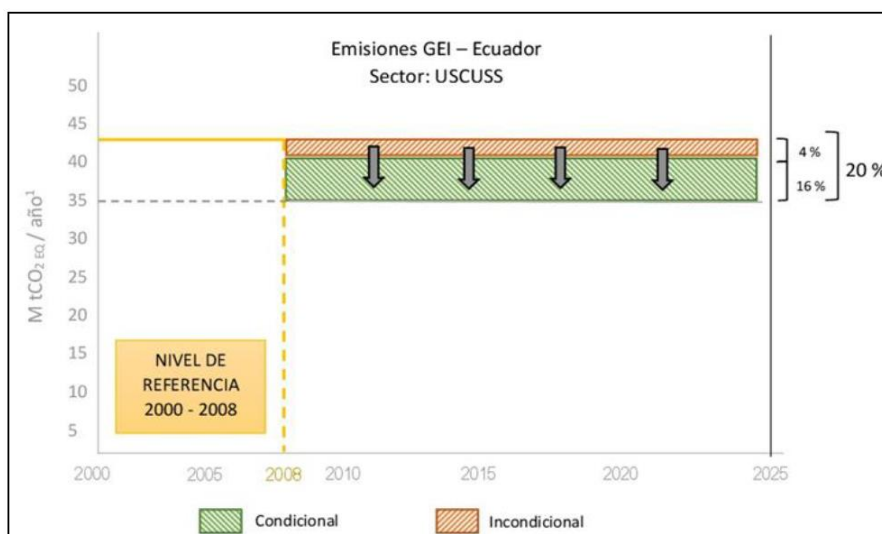 Emisiones GEI – Ecuador
Sector: USCUSS
M tCO2 EQ / año¹
50
45
40
35
30
25
20
15
10
5
4 %
16 %
20 %
NIVEL DE
REFERENCIA
2000 - 2008
2000 2005 2008 2010 2015 2020 2025
Condicional Incondicional